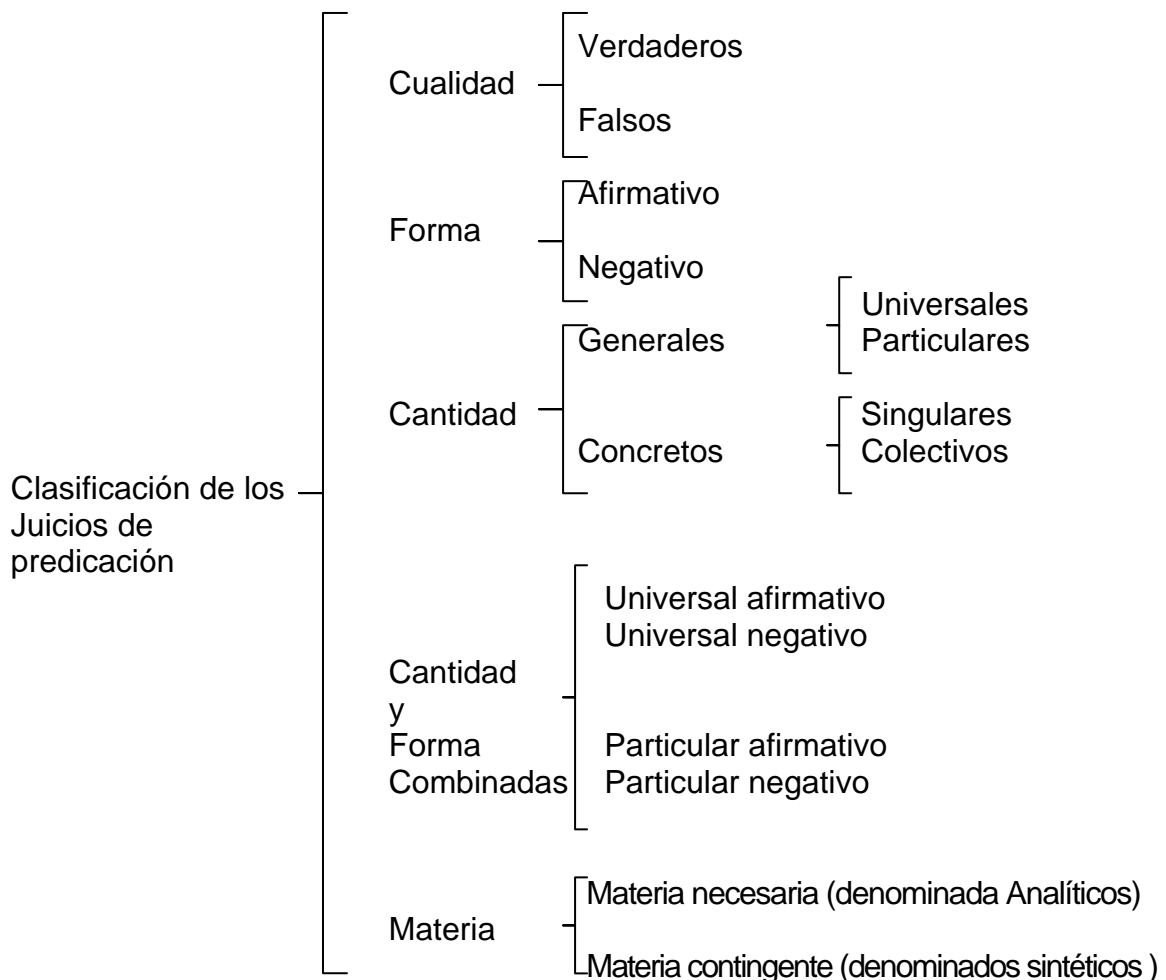 Clasificación de los
Juicios de
predicación
Cualidad
Verdaderos
Falsos
Forma
Afirmativo
Negativo
Cantidad
Generales
Universales
Particulares
Concretos
Singulares
Colectivos
Cantidad
y
Forma
Combinadas
Universal afirmativo
Universal negativo
Particular afirmativo
Particular negativo
Materia
Materia necesaria (denominada Analíticos)
Materia contingente (denominados sintéticos )